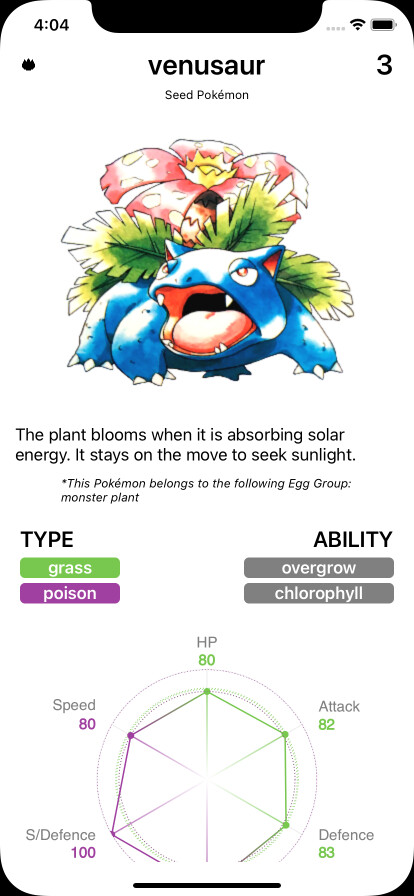 4:04
venusaur
3
Seed Pokémon
The plant blooms when it is absorbing solar
energy. It stays on the move to seek sunlight.
*This Pokémon belongs to the following Egg Group:
monster plant
TYPE
ABILITY
grass
overgrow
poison
chlorophyll
HP
80
Speed
80
Attack
82
S/Defence
100
Defence
83